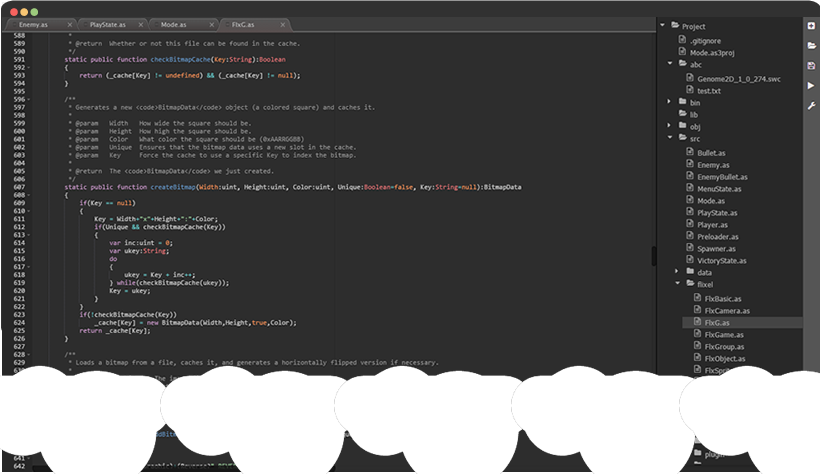 Enemy.as × PlayState.as × Mode.as × FlxG.as ×
588 *
589 * @return Whether or not this file can be found in the cache.
590 */
591 static public function checkBitmapCache(Key:String):Boolean
592 {
593 return (_cache[Key] != undefined) && (_cache[Key] != null);
594 }
595
596 /**
597 * Generates a new <code>BitmapData</code> object (a colored square) and caches it.
598 *
599 * @param Width How wide the square should be.
600 * @param Height How high the square should be.
601 * @param Color What color the square should be (0xAARRGGBB)
602 * @param Unique Ensures that the bitmap data uses a new slot in the cache.
603 * @param Key Force the cache to use a specific Key to index the bitmap.
604 *
605 * @return The <code>BitmapData</code> we just created.
606 */
607 static public function createBitmap(Width:uint, Height:uint, Color:uint, Unique:Boolean=false, Key:String=null):BitmapData
608 {
609 if(Key == null)
610 {
611 Key = Width+"x"+Height+":"+Color;
612 if(Unique && checkBitmapCache(Key))
613 {
614 var inc:uint = 0;
615 var ukey:String;
616 do
617 {
618 ukey = Key + inc++;
619 } while(checkBitmapCache(ukey));
620 Key = ukey;
621 }
622 }
623 if(!checkBitmapCache(Key))
624 _cache[Key] = new BitmapData(Width,Height,true,Color);
625 return _cache[Key];
626 }
627
628 /**
629 * Loads a bitmap from a file, caches it, and generates a horizontally flipped version if necessary.
630 *
641
642
Project
.gitignore
Mode.as3proj
abc
Genome2D_1_0_274.swc
test.txt
bin
lib
obj
src
Bullet.as
Enemy.as
EnemyBullet.as
MenuState.as
Mode.as
PlayState.as
Player.as
Preloader.as
Spawner.as
VictoryState.as
data
flixel
FlxBasic.as
FlxCamera.as
FlxG.as
FlxGame.as
FlxGroup.as
FlxObject.as